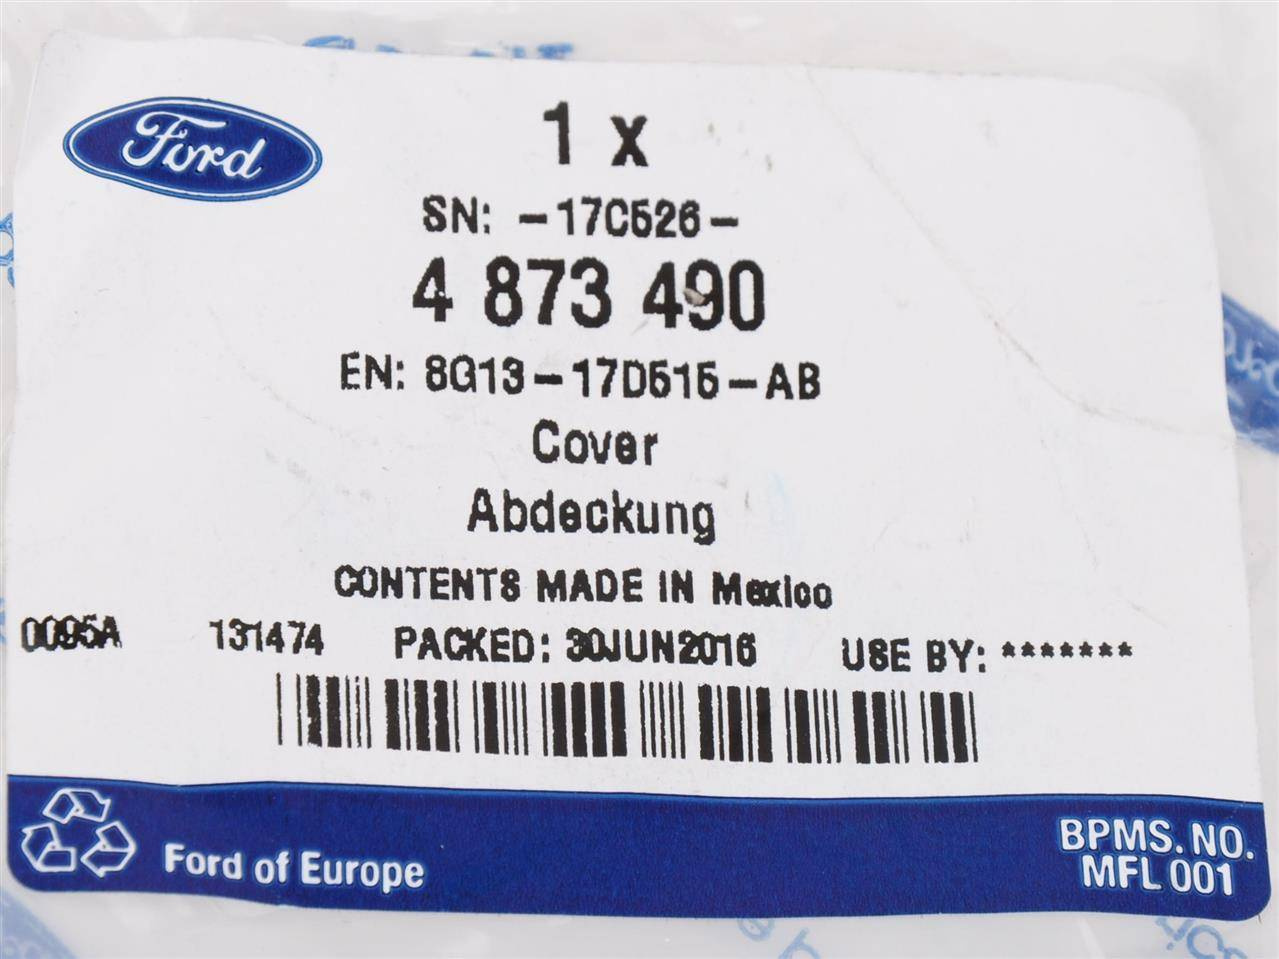 Ford
1 x
SN: -17C526-
4 873 490
EN: 8G13-17D515-AB
Cover
Abdeckung
CONTENTS MADE IN Mexico
0095A 131474 PACKED: 30JUN2016 USE BY: *******
Ford of Europe
BPMS. NO.
MFL 001